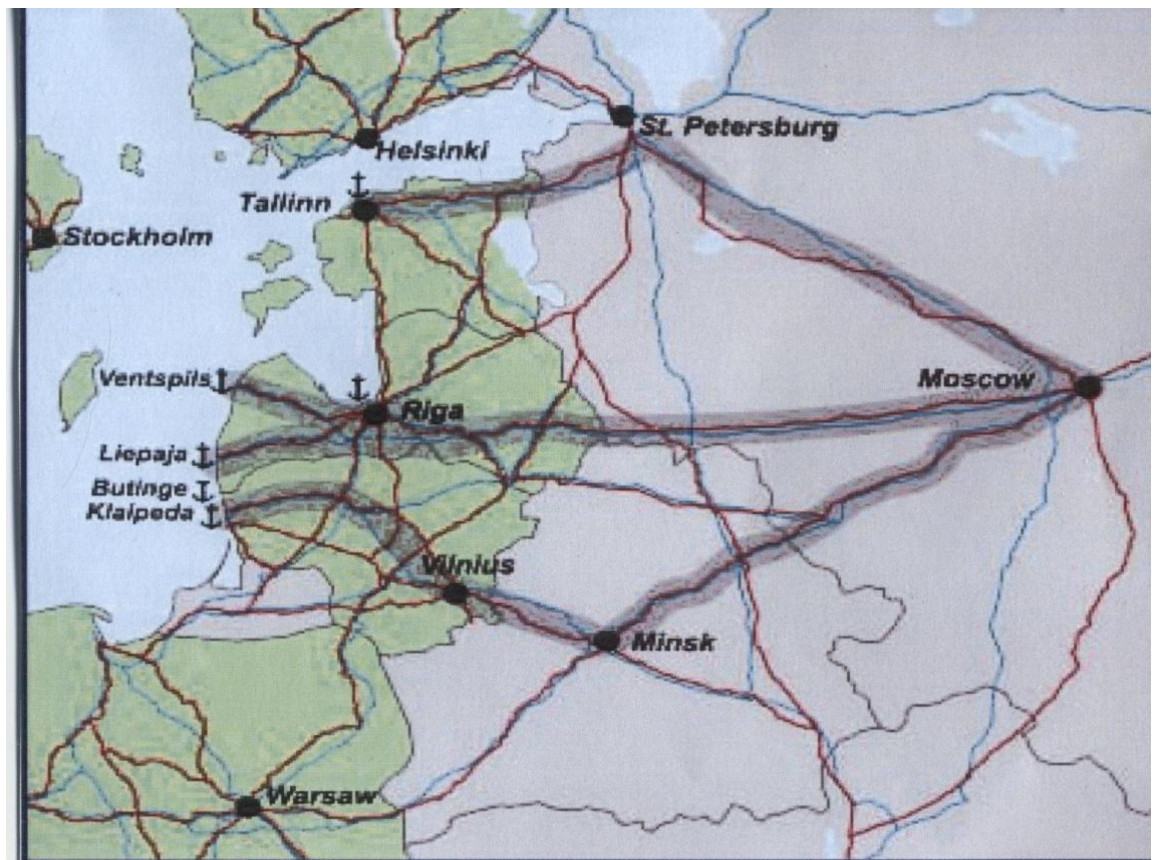 St. Petersburg
Helsinki
Tallinn
Stockholm
Ventspils
Moscow
Riga
Liepaja
Butinge
Klaipeda
Vilnius
Minsk
Warsaw